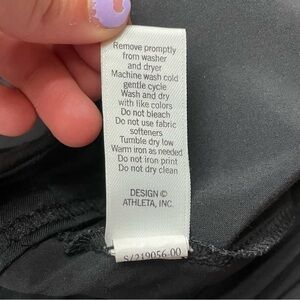 Remove promptly
from washer
and dryer
Machine wash cold
gentle cycle
Wash and dry
with like colors
Do not bleach
Do not use fabric
softeners
Tumble dry low
Warm iron as needed
Do not iron print
Do not dry clean
DESIGN ©
ATHLETA, INC.
S/219056-00